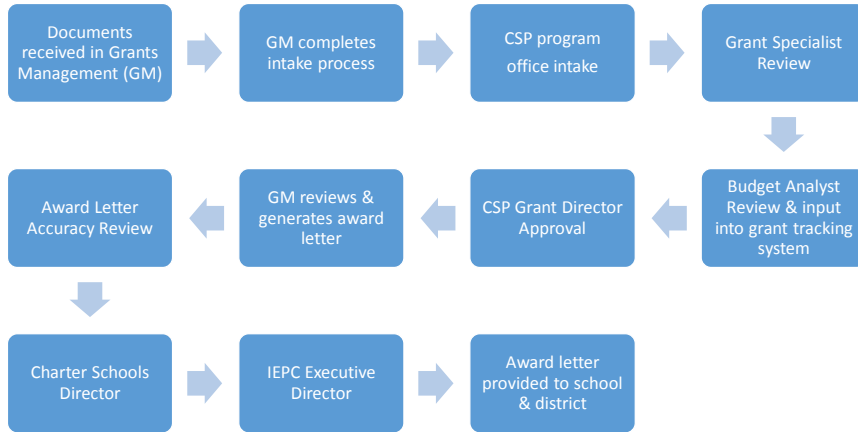 Documents
received in Grants
Management (GM)
GM completes
intake process
CSP program
office intake
Grant Specialist
Review
Budget Analyst
Review & input
into grant tracking
system
CSP Grant Director
Approval
GM reviews &
generates award
letter
Award Letter
Accuracy Review
Charter Schools
Director
IEPC Executive
Director
Award letter
provided to school
& district